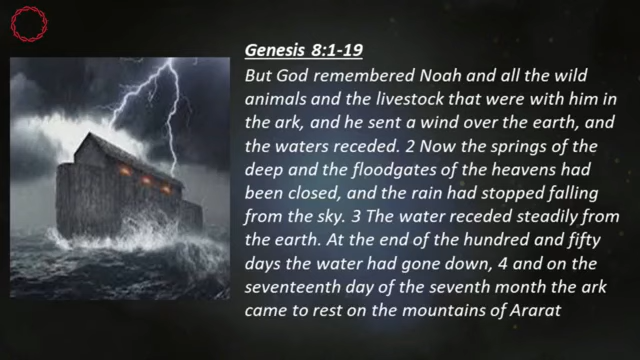 Genesis 8:1-19
But God remembered Noah and all the wild
animals and the livestock that were with him in
the ark, and he sent a wind over the earth, and
the waters receded. 2 Now the springs of the
deep and the floodgates of the heavens had
been closed, and the rain had stopped falling
from the sky. 3 The water receded steadily from
the earth. At the end of the hundred and fifty
days the water had gone down, 4 and on the
seventeenth day of the seventh month the ark
came to rest on the mountains of Ararat